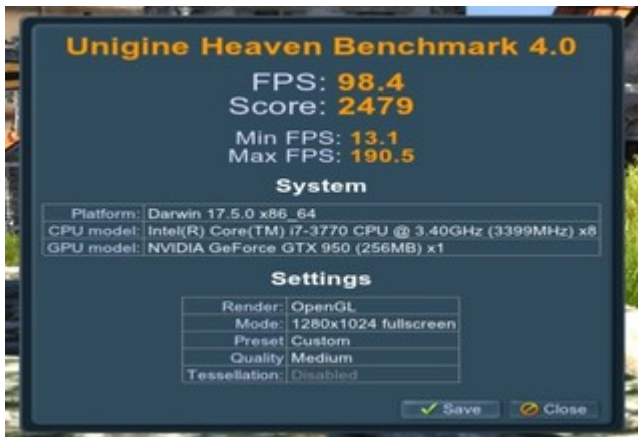 Unigine Heaven Benchmark 4.0
FPS: 98.4
Score: 2479
Min FPS: 13.1
Max FPS: 190.5
System
Platform: Darwin 17.5.0 x86_64
CPU model: Intel(R) Core(TM) i7-3770 CPU @ 3.40GHz (3399MHz) x8
GPU model: NVIDIA GeForce GTX 950 (256MB) x1
Settings
Render: OpenGL
Mode: 1280x1024 fullscreen
Preset Custom
Quality Medium
Tessellation: Disabled
Save Close